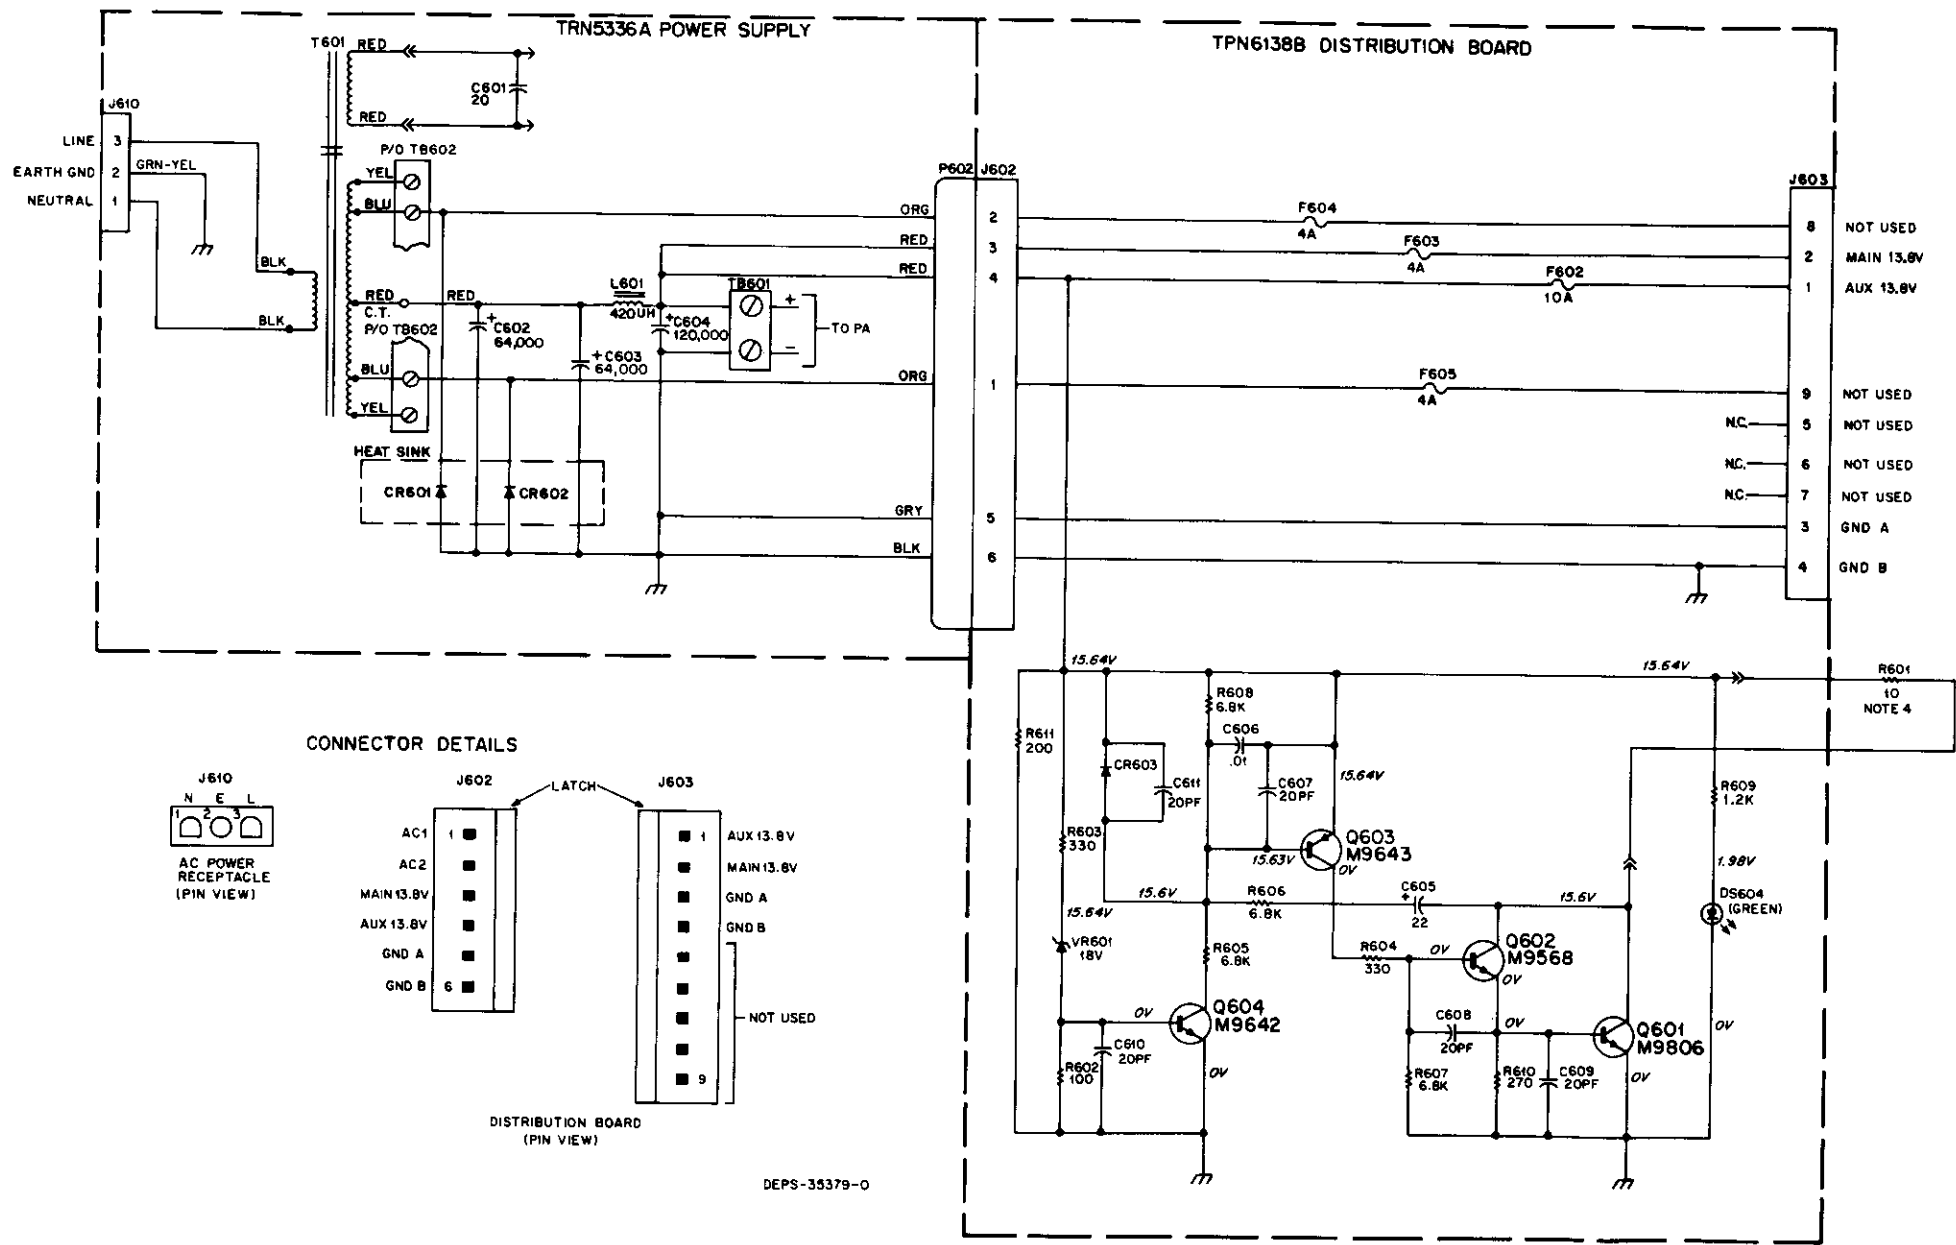 TRN5336A POWER SUPPLY
TPN6138B DISTRIBUTION BOARD
T601
RED
C601
20
RED
J610
LINE 3
EARTH GND 2
GRN-YEL
NEUTRAL 1
BLK
BLK
P/O TB602
YEL
BLU
RED
C.T.
P/O TB602
BLU
YEL
RED
+
C602
64,000
+
C603
64,000
L601
420UH
+
C604
120,000
TB601
+
−
TO PA
HEAT SINK
CR601
CR602
ORG
RED
RED
ORG
GRY
BLK
P602
J602
2
3
4
1
5
6
F604
4A
F603
4A
F602
10A
F605
4A
N.C.
N.C.
N.C.
J603
8 NOT USED
2 MAIN 13.8V
1 AUX 13.8V
9 NOT USED
5 NOT USED
6 NOT USED
7 NOT USED
3 GND A
4 GND B
15.64V
15.64V
R601
10
NOTE 4
R611
200
R608
6.8K
C606
.01
CR603
C611
20PF
C607
20PF
15.64V
R609
1.2K
R603
330
Q603
M9643
15.63V
0V
1.98V
15.6V
R606
6.8K
C605
+
22
15.6V
DS604
(GREEN)
15.64V
VR601
18V
R605
6.8K
R604
330
0V
Q602
M9568
0V
Q604
M9642
0V
C610
20PF
R602
100
0V
C608
20PF
0V
Q601
M9806
0V
R607
6.8K
R610
270
C609
20PF
0V
CONNECTOR DETAILS
J610
N E L
1 2 3
AC POWER
RECEPTACLE
(PIN VIEW)
J602
LATCH
J603
AC1 1
AC2
MAIN 13.8V
AUX 13.8V
GND A
GND B 6
1 AUX 13.8V
MAIN 13.8V
GND A
GND B
NOT USED
9
DISTRIBUTION BOARD
(PIN VIEW)
DEPS-35379-O